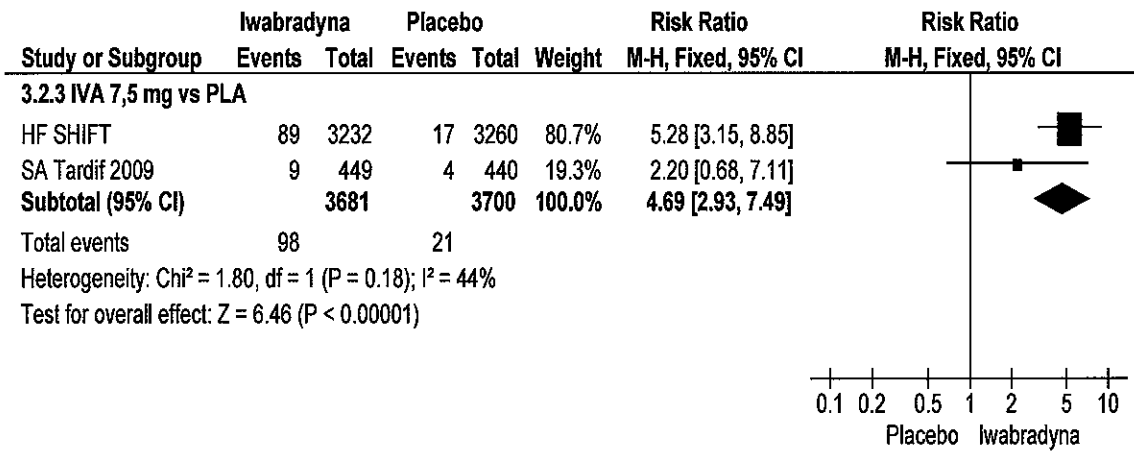 Iwabradyna Placebo Risk Ratio Risk Ratio
Study or Subgroup Events Total Events Total Weight M-H, Fixed, 95% CI M-H, Fixed, 95% CI
3.2.3 IVA 7,5 mg vs PLA
HF SHIFT 89 3232 17 3260 80.7% 5.28 [3.15, 8.85]
SA Tardif 2009 9 449 4 440 19.3% 2.20 [0.68, 7.11]
Subtotal (95% CI) 3681 3700 100.0% 4.69 [2.93, 7.49]
Total events 98 21
Heterogeneity: Chi² = 1.80, df = 1 (P = 0.18); I² = 44%
Test for overall effect: Z = 6.46 (P < 0.00001)
0.1 0.2 0.5 1 2 5 10
Placebo Iwabradyna